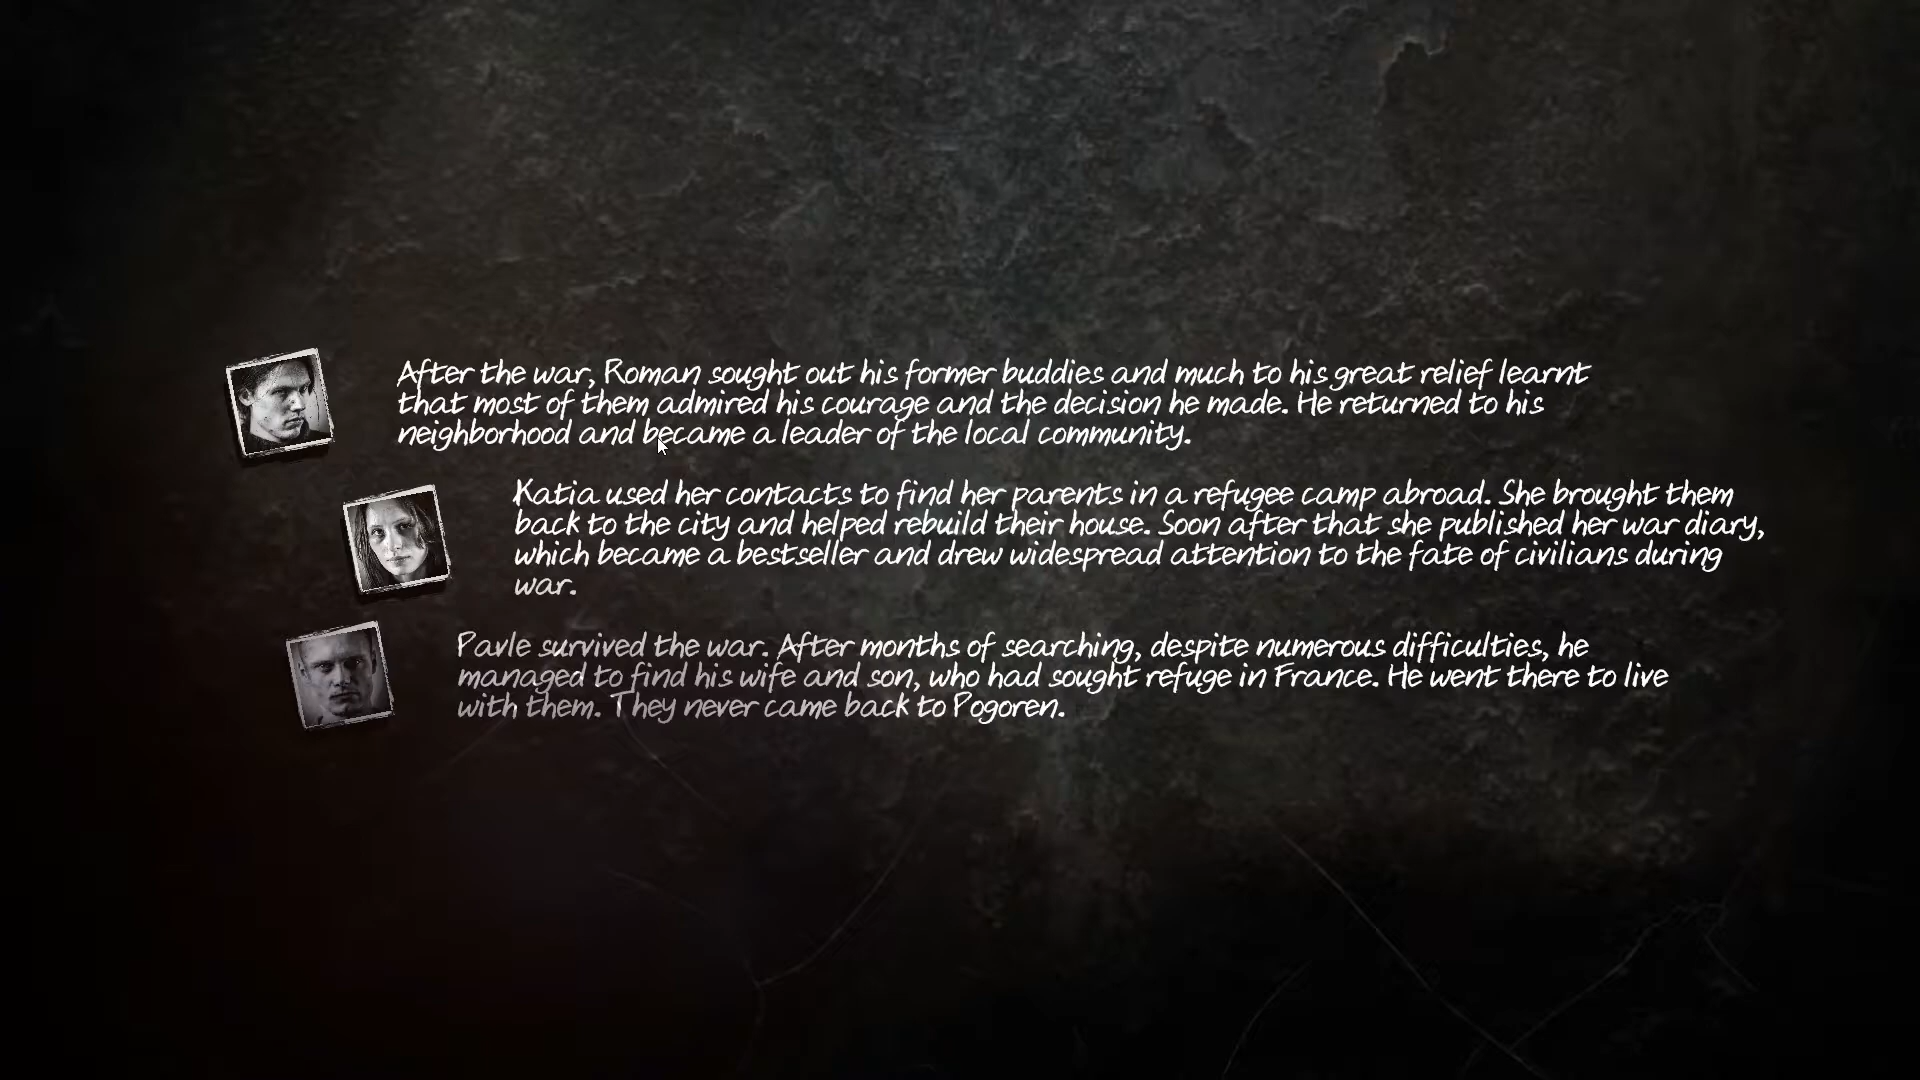 After the war, Roman sought out his former buddies and much to his great relief learnt
that most of them admired his courage and the decision he made. He returned to his
neighborhood and became a leader of the local community.
Katia used her contacts to find her parents in a refugee camp abroad. She brought them
back to the city and helped rebuild their house. Soon after that she published her war diary,
which became a bestseller and drew widespread attention to the fate of civilians during
war.
Pavle survived the war. After months of searching, despite numerous difficulties, he
managed to find his wife and son, who had sought refuge in France. He went there to live
with them. They never came back to Pogoren.